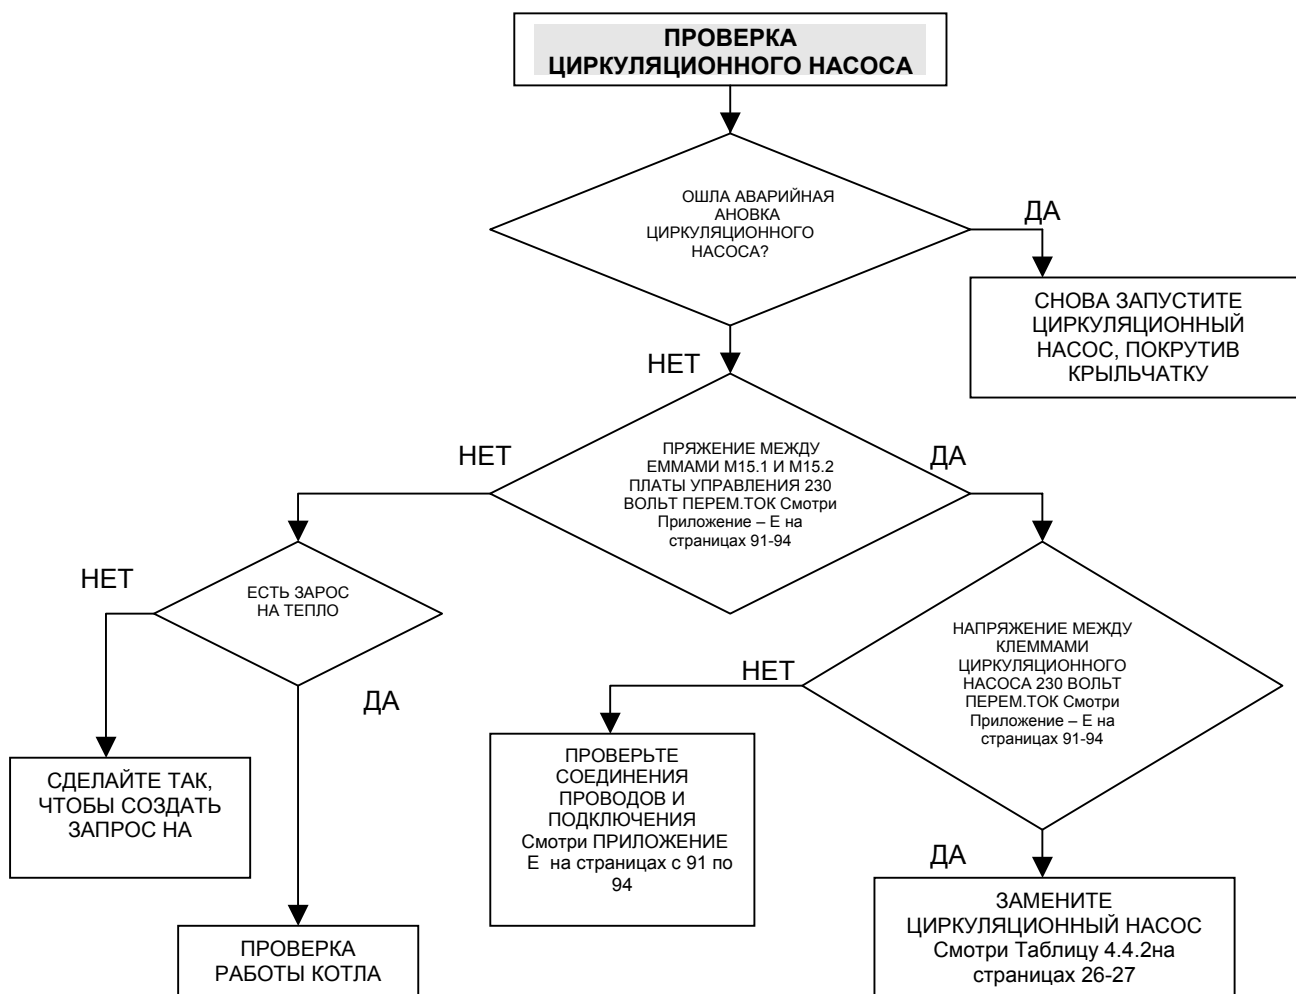 ПРОВЕРКА
ЦИРКУЛЯЦИОННОГО НАСОСА
ОШЛА АВАРИЙНАЯ
АНОВКА
ЦИРКУЛЯЦИОННОГО
НАСОСА?
ДА
СНОВА ЗАПУСТИТЕ
ЦИРКУЛЯЦИОННЫЙ
НАСОС, ПОКРУТИВ
КРЫЛЬЧАТКУ
НЕТ
ПРЯЖЕНИЕ МЕЖДУ
ЕММАМИ М15.1 И М15.2
ПЛАТЫ УПРАВЛЕНИЯ 230
ВОЛЬТ ПЕРЕМ.ТОК Смотри
Приложение – Е на
страницах 91-94
НЕТ
ДА
ЕСТЬ ЗАРОС
НА ТЕПЛО
НЕТ
ДА
СДЕЛАЙТЕ ТАК,
ЧТОБЫ СОЗДАТЬ
ЗАПРОС НА
ПРОВЕРКА
РАБОТЫ КОТЛА
НАПРЯЖЕНИЕ МЕЖДУ
КЛЕММАМИ
ЦИРКУЛЯЦИОННОГО
НАСОСА 230 ВОЛЬТ
ПЕРЕМ.ТОК Смотри
Приложение – Е на
страницах 91-94
НЕТ
ПРОВЕРЬТЕ
СОЕДИНЕНИЯ
ПРОВОДОВ И
ПОДКЛЮЧЕНИЯ
Смотри ПРИЛОЖЕНИЕ
Е на страницах с 91 по
94
ДА
ЗАМЕНИТЕ
ЦИРКУЛЯЦИОННЫЙ НАСОС
Смотри Таблицу 4.4.2на
страницах 26-27